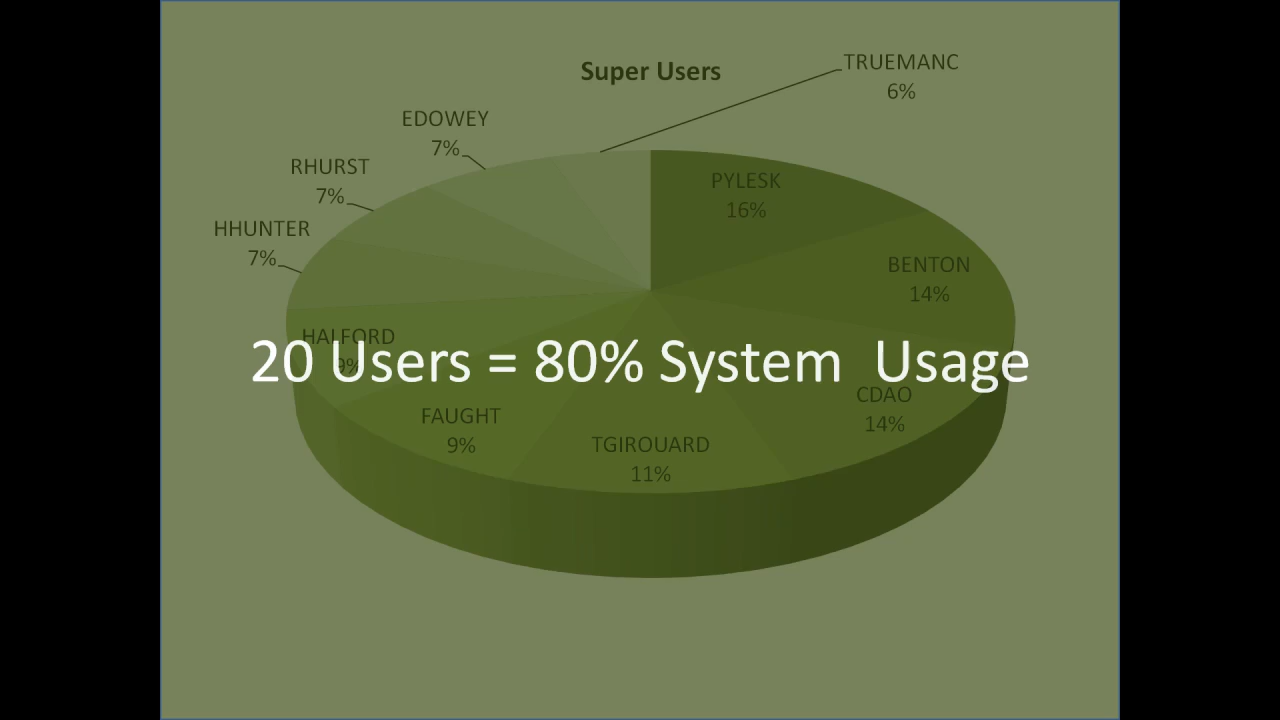 Super Users
TRUEMANC
6%
EDOWEY
7%
RHURST
7%
HHUNTER
7%
PYLESK
16%
BENTON
14%
HALFORD
9%
20 Users = 80% System  Usage
CDAO
14%
FAUGHT
9%
TGIROUARD
11%